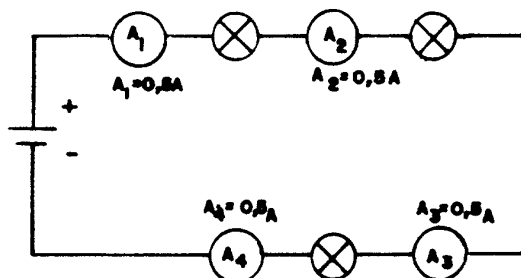 A₁ A₂
A₁=0,5A A₂=0,5A
+
-
A₄= 0,5A A₃=0,5A
A₄ A₃